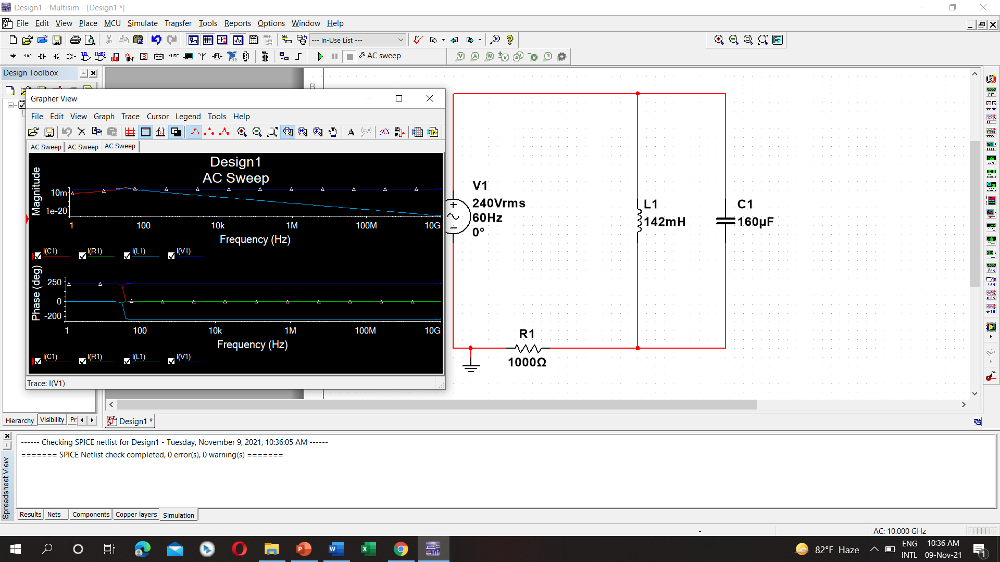 Design1 - Multisim - [Design1 *]
File Edit View Place MCU Simulate Transfer Tools Reports Options Window Help
--- In-Use List ---
MISC
AC sweep
Design Toolbox
B
Grapher View
File Edit View Graph Trace Cursor Legend Tools Help
AC Sweep AC Sweep AC Sweep
Design1
AC Sweep
Magnitude
10m
1e-20
1 100 10k 1M 100M 10G
Frequency (Hz)
I(C1) I(R1) I(L1) I(V1)
Phase (deg)
250
0
-200
1 100 10k 1M 100M 10G
Frequency (Hz)
I(C1) I(R1) I(L1) I(V1)
Trace: I(V1)
V1
240Vrms
60Hz
0°
L1
142mH
C1
160µF
R1
1000Ω
Hierarchy Visibility Pr
Design1 *
------ Checking SPICE netlist for Design1 - Tuesday, November 9, 2021, 10:36:05 AM ------
======= SPICE Netlist check completed, 0 error(s), 0 warning(s) =======
Spreadsheet View
Results Nets Components Copper layers Simulation
- AC: 10.000 GHz
82°F Haze
ENG
INTL
10:36 AM
09-Nov-21
1